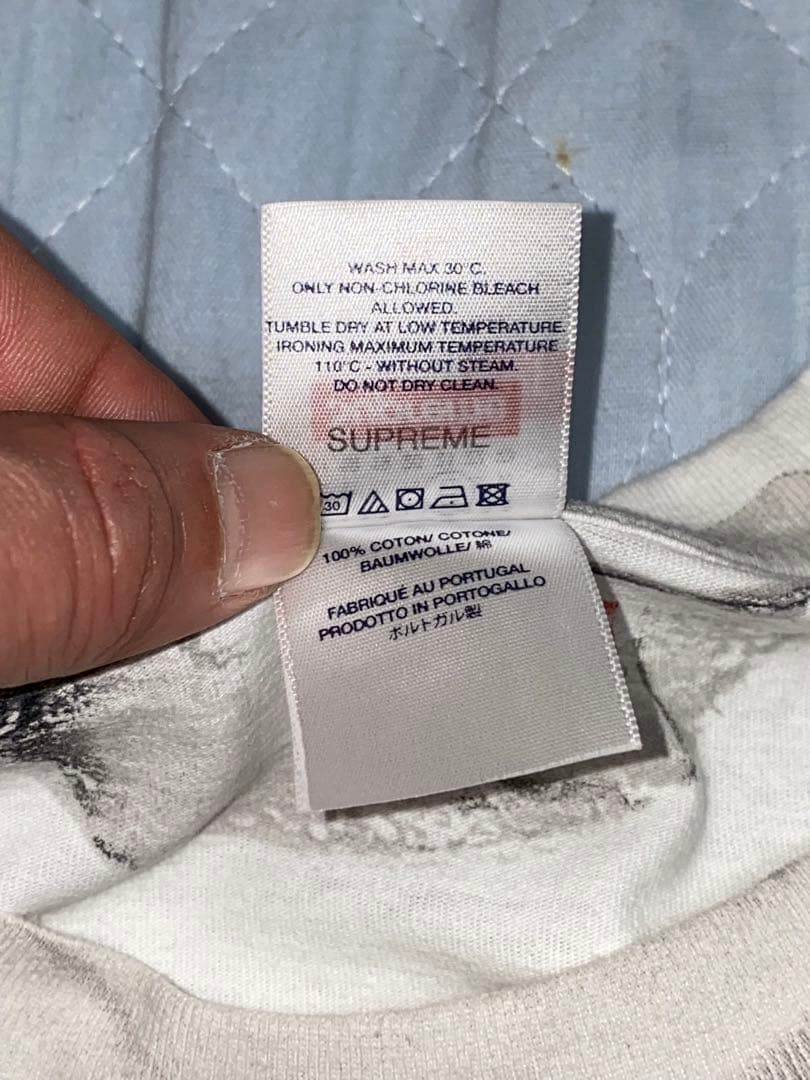 WASH MAX 30°C.
ONLY NON-CHLORINE BLEACH
ALLOWED.
TUMBLE DRY AT LOW TEMPERATURE.
IRONING MAXIMUM TEMPERATURE
110°C - WITHOUT STEAM.
DO NOT DRY CLEAN.
SUPREME
30
100% COTON/ COTONE/
BAUMWOLLE/ 綿
FABRIQUÉ AU PORTUGAL
PRODOTTO IN PORTOGALLO
ポルトガル製